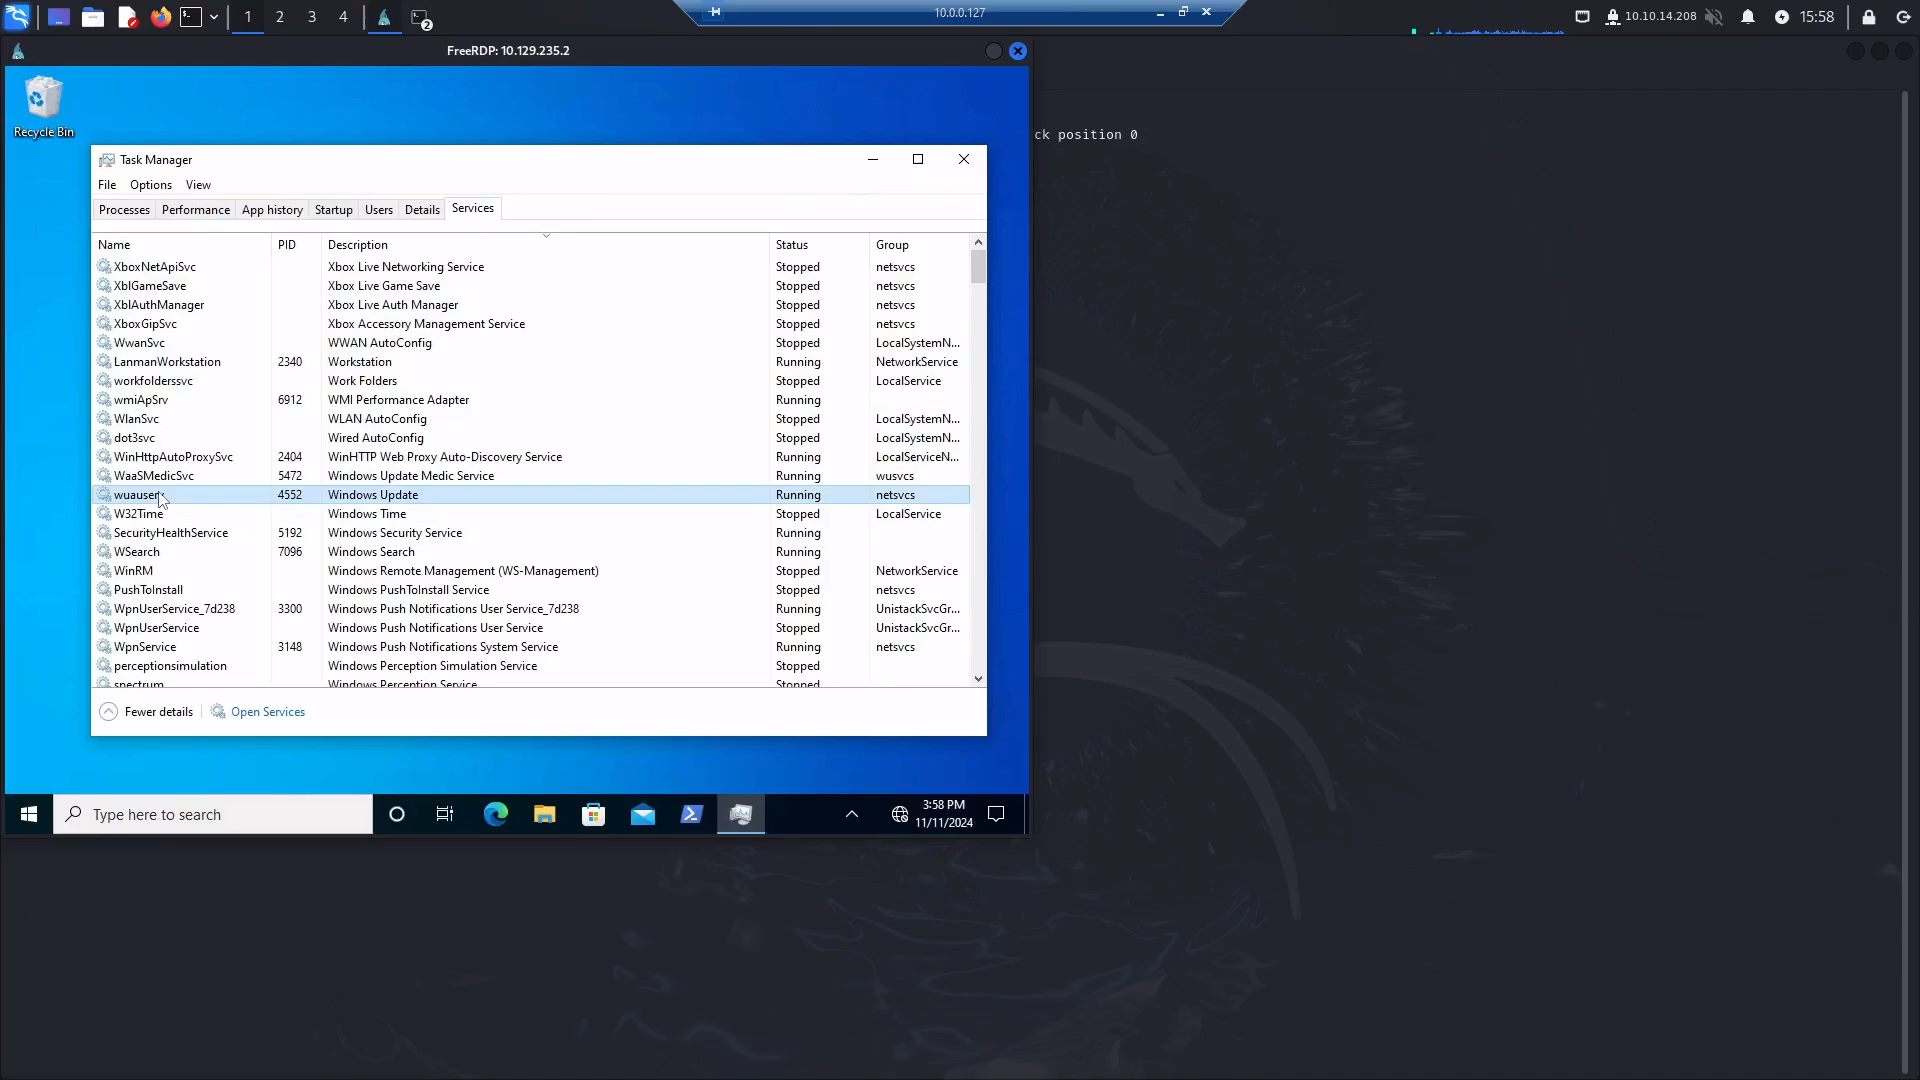 1 2 3 4
2
10.0.0.127
10.10.14.208
15:58
FreeRDP: 10.129.235.2
ck position 0
Recycle Bin
Task Manager
File Options View
Processes Performance App history Startup Users Details Services
Name PID Description Status Group
XboxNetApiSvc Xbox Live Networking Service Stopped netsvcs
XblGameSave Xbox Live Game Save Stopped netsvcs
XblAuthManager Xbox Live Auth Manager Stopped netsvcs
XboxGipSvc Xbox Accessory Management Service Stopped netsvcs
WwanSvc WWAN AutoConfig Stopped LocalSystemN...
LanmanWorkstation 2340 Workstation Running NetworkService
workfolderssvc Work Folders Stopped LocalService
wmiApSrv 6912 WMI Performance Adapter Running
WlanSvc WLAN AutoConfig Stopped LocalSystemN...
dot3svc Wired AutoConfig Stopped LocalSystemN...
WinHttpAutoProxySvc 2404 WinHTTP Web Proxy Auto-Discovery Service Running LocalServiceN...
WaaSMedicSvc 5472 Windows Update Medic Service Running wusvcs
wuauserv 4552 Windows Update Running netsvcs
W32Time Windows Time Stopped LocalService
SecurityHealthService 5192 Windows Security Service Running
WSearch 7096 Windows Search Running
WinRM Windows Remote Management (WS-Management) Stopped NetworkService
PushToInstall Windows PushToInstall Service Stopped netsvcs
WpnUserService_7d238 3300 Windows Push Notifications User Service_7d238 Running UnistackSvcGr...
WpnUserService Windows Push Notifications User Service Stopped UnistackSvcGr...
WpnService 3148 Windows Push Notifications System Service Running netsvcs
perceptionsimulation Windows Perception Simulation Service Stopped
spectrum Windows Perception Service Stopped
Fewer details Open Services
Type here to search
3:58 PM
11/11/2024